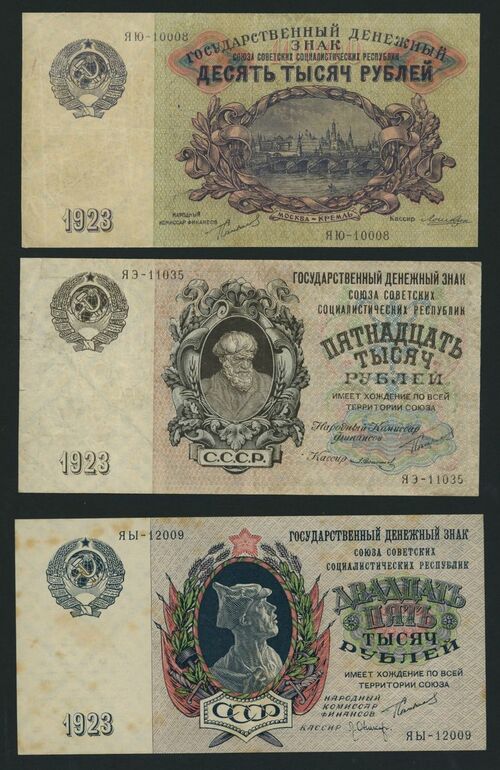 ЯЮ-10008
ГОСУДАРСТВЕННЫЙ ДЕНЕЖНЫЙ
ЗНАК
СОЮЗА СОВЕТСКИХ СОЦИАЛИСТИЧЕСКИХ РЕСПУБЛИК
ДЕСЯТЬ ТЫСЯЧ РУБЛЕЙ
МОСКВА-КРЕМЛЬ
1923
НАРОДНЫЙ
КОМИССАР ФИНАНСОВ
Кассир
ЯЮ-10008
ЯЭ-11035
ГОСУДАРСТВЕННЫЙ ДЕНЕЖНЫЙ ЗНАК
СОЮЗА СОВЕТСКИХ
СОЦИАЛИСТИЧЕСКИХ РЕСПУБЛИК
ПЯТНАДЦАТЬ
ТЫСЯЧ
РУБЛЕЙ
ИМЕЕТ ХОЖДЕНИЕ ПО ВСЕЙ
ТЕРРИТОРИИ СОЮЗА
Народный Комиссар
Финансов
Кассир
С.С.С.Р.
1923
ЯЭ-11035
ЯЫ-12009
ГОСУДАРСТВЕННЫЙ ДЕНЕЖНЫЙ ЗНАК
СОЮЗА СОВЕТСКИХ
СОЦИАЛИСТИЧЕСКИХ РЕСПУБЛИК
ДВАДЦАТЬ
ПЯТЬ
ТЫСЯЧ
РУБЛЕЙ
ИМЕЕТ ХОЖДЕНИЕ ПО ВСЕЙ
ТЕРРИТОРИИ СОЮЗА
НАРОДНЫЙ
КОМИССАР
ФИНАНСОВ
КАССИР
СССР
1923
ЯЫ-12009